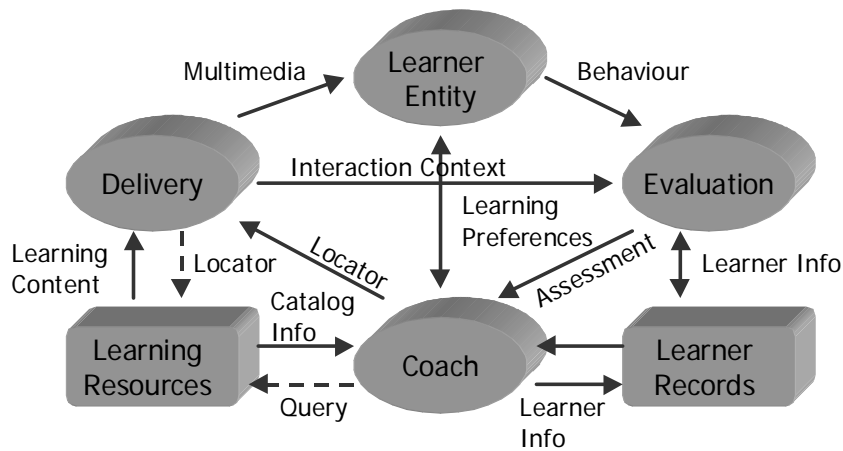 Multimedia
Learner
Entity
Behaviour
Delivery
Interaction Context
Evaluation
Learning
Preferences
Learning
Content
Locator
Locator
Assessment
Learner Info
Catalog
Info
Learning
Resources
Coach
Learner
Records
Query
Learner
Info